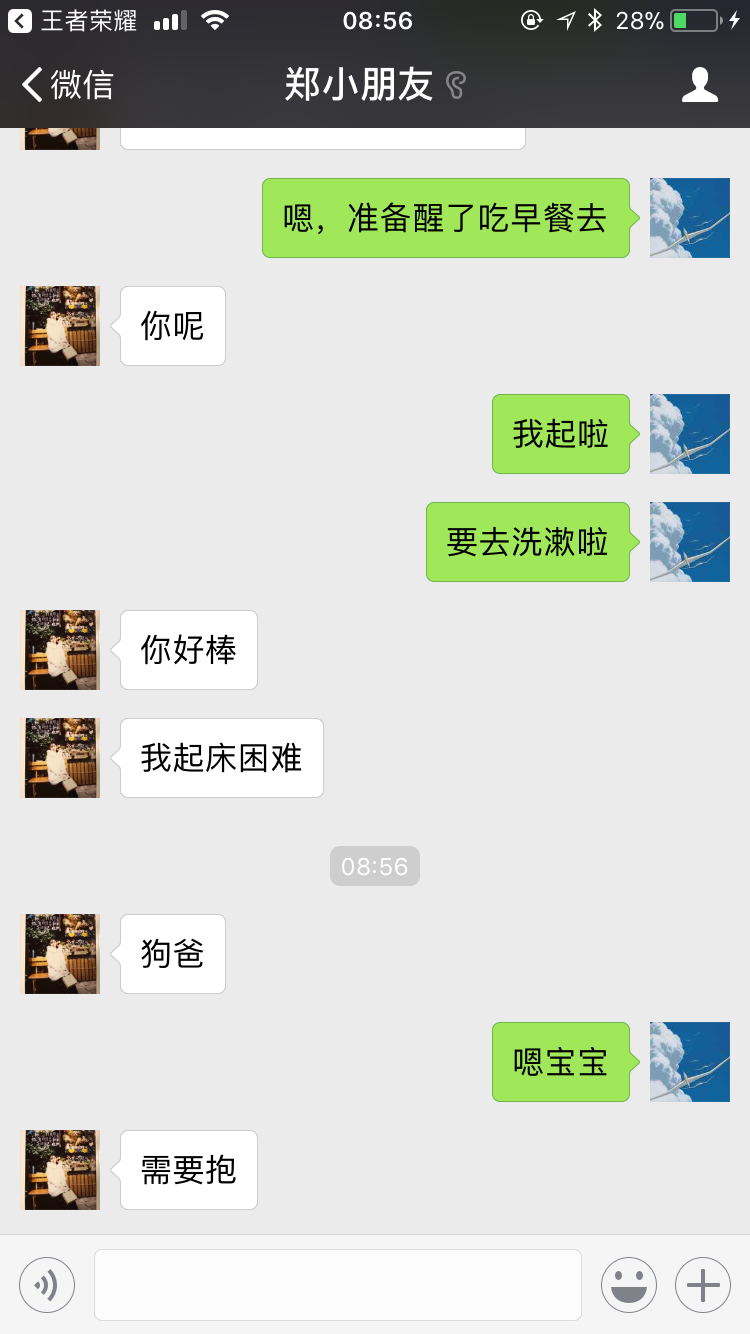 王者荣耀 08:56 28%
微信 郑小朋友
嗯，准备醒了吃早餐去
你呢
我起啦
要去洗漱啦
你好棒
我起床困难
08:56
狗爸
嗯宝宝
需要抱